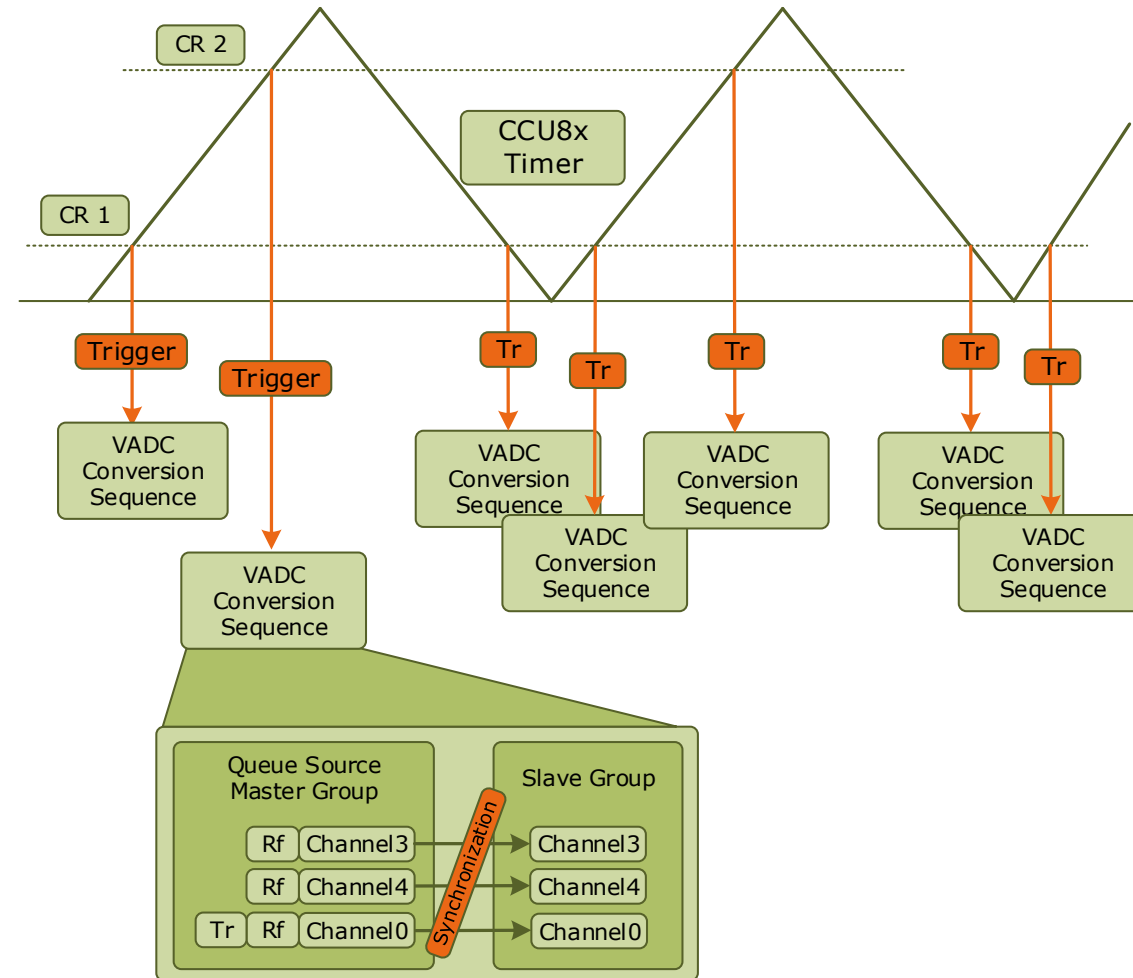 CR 2
CCU8x
Timer
CR 1
Trigger
Trigger
Tr
Tr
Tr
Tr
Tr
VADC
Conversion
Sequence
VADC
Conversion
Sequence
VADC
Conversion
Sequence
VADC
Conversion
Sequence
VADC
Conversion
Sequence
VADC
Conversion
Sequence
VADC
Conversion
Sequence
Queue Source
Master Group
Slave Group
Synchronization
Rf Channel3
Channel3
Rf Channel4
Channel4
Tr Rf Channel0
Channel0